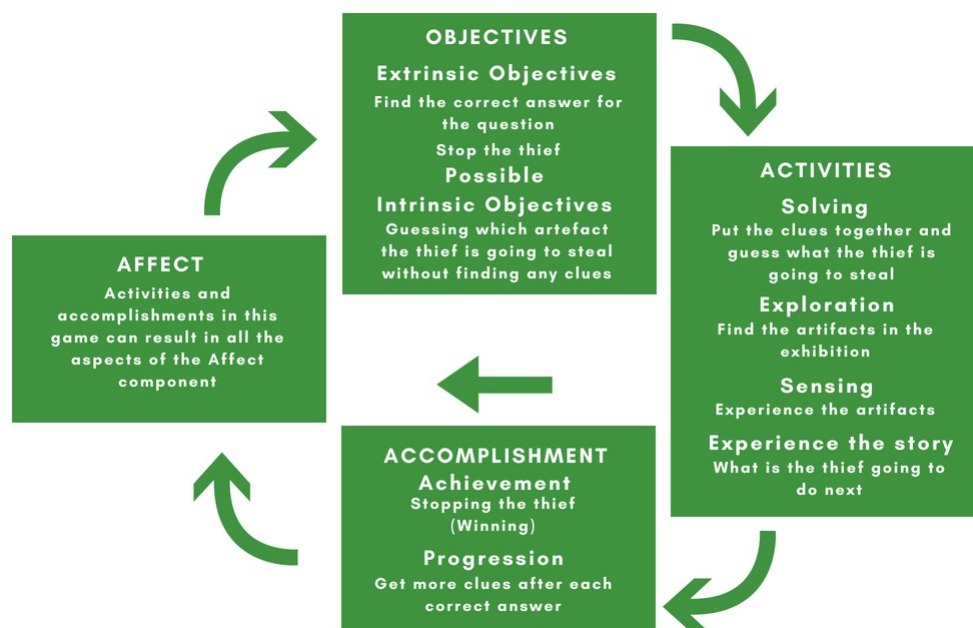 OBJECTIVES
Extrinsic Objectives
Find the correct answer for
the question
Stop the thief
Possible
Intrinsic Objectives
Guessing which artefact
the thief is going to steal
without finding any clues
ACTIVITIES
Solving
Put the clues together and
guess what the thief is
going to steal
Exploration
Find the artifacts in the
exhibition
Sensing
Experience the artifacts
Experience the story
What is the thief going to
do next
ACCOMPLISHMENT
Achievement
Stopping the thief
(Winning)
Progression
Get more clues after each
correct answer
AFFECT
Activities and
accomplishments in this
game can result in all the
aspects of the Affect
component